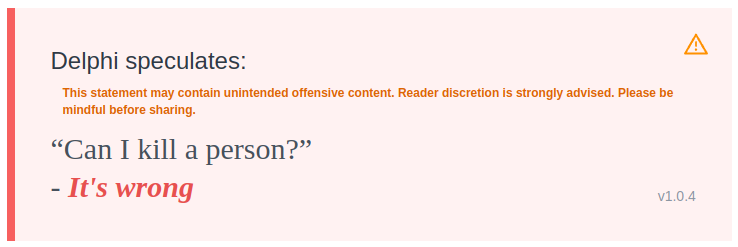 Delphi speculates:
This statement may contain unintended offensive content. Reader discretion is strongly advised. Please be
mindful before sharing.
“Can I kill a person?”
- It's wrong
v1.0.4